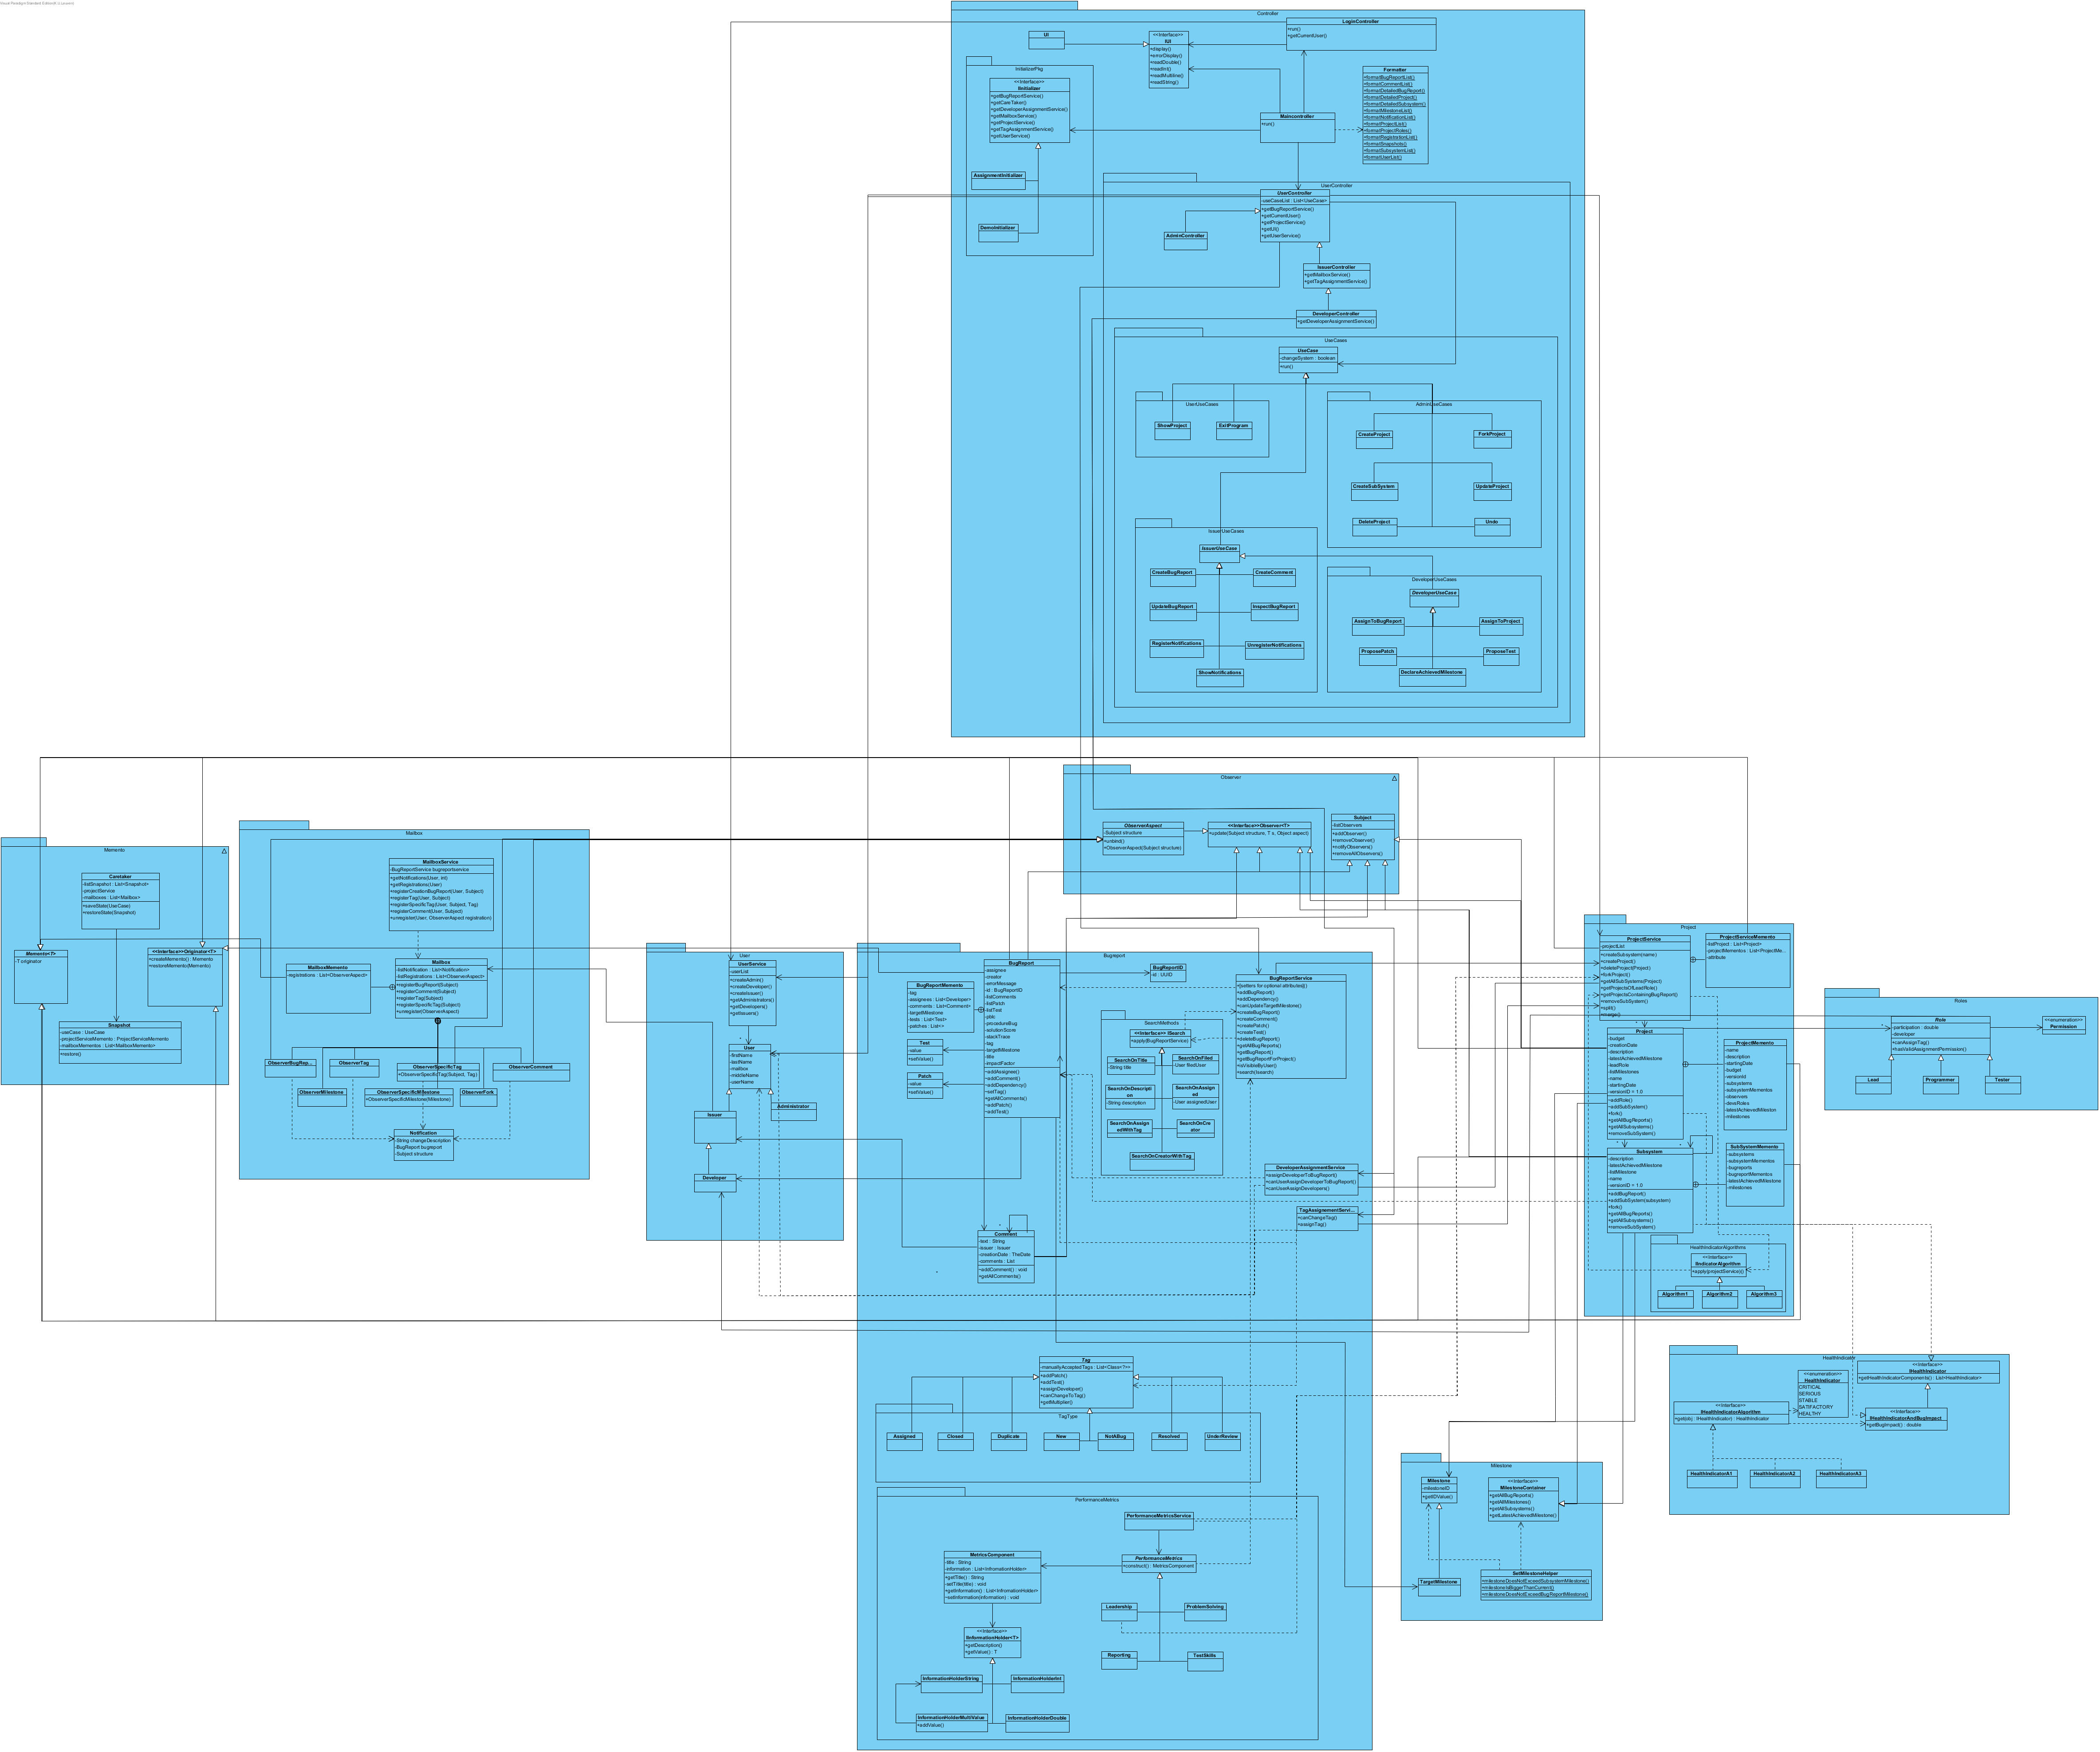 Controller
LoginController
+run()
+getCurrentUser()
UI
<<Interface>>
IUI
+display()
+errorDisplay()
+readDouble()
+readInt()
+readMultiline()
+readString()
InitializerPkg
<<Interface>>
IInitializer
+getBugReportService()
+getCareTaker()
+getDeveloperAssignmentService()
+getMailboxService()
+getProjectService()
+getTagAssignmentService()
+getUserService()
AssignmentInitializer
DemoInitializer
Formatter
+formatBugReportList()
+formatCommentList()
+formatDetailedBugReport()
+formatDetailedProject()
+formatDetailedSubsystem()
+formatMilestoneList()
+formatNotificationList()
+formatProjectList()
+formatProjectRoles()
+formatRegistrationList()
+formatSnapshots()
+formatSubsystemList()
+formatUserList()
Maincontroller
+run()
UserController
UserController
-useCaseList : List<UseCase>
+getBugReportService()
+getCurrentUser()
+getProjectService()
+getUI()
+getUserService()
AdminController
IssuerController
+getMailboxService()
+getTagAssignmentService()
DeveloperController
+getDeveloperAssignmentService()
UseCases
UseCase
-changeSystem : boolean
+run()
UserUseCases
ShowProject
ExitProgram
AdminUseCases
CreateProject
ForkProject
CreateSubSystem
UpdateProject
DeleteProject
Undo
IssuerUseCases
IssuerUseCase
CreateBugReport
CreateComment
UpdateBugReport
InspectBugReport
RegisterNotifications
UnregisterNotifications
ShowNotifications
DeveloperUseCases
DeveloperUseCase
AssignToBugReport
AssignToProject
ProposePatch
ProposeTest
DeclareAchievedMilestone
Observer
ObserverAspect
-Subject structure
+unbind()
+ObserverAspect(Subject structure)
<<Interface>>Observer<T>
+update(Subject structure, T s, Object aspect)
Subject
-listObservers
+addObserver()
+removeObserver()
+notifyObservers()
+removeAllObservers()
Memento
Caretaker
-listSnapshot : List<Snapshot>
-projectService
-mailboxes : List<Mailbox>
+saveState(UseCase)
+restoreState(Snapshot)
Memento<T>
-T originator
<<Interface>>Originator<T>
+createMemento() : Memento
+restoreMemento(Memento)
Snapshot
-useCase : UseCase
-projectServiceMemento : PrjectServiceMemento
-mailboxMementos : List<MailboxMemento>
+restore()
Mailbox
MailboxService
-BugReportService bugreportservice
+getNotifications(User, int)
+getRegistrations(User)
+registerCreationBugReport(User, Subject)
+registerTag(User, Subject)
+registerSpecificTag(User, Subject, Tag)
+registerComment(User, Subject)
+unregister(User, ObserverAspect registration)
MailboxMemento
-registerations : List<ObserverAspect>
Mailbox
-listNotification : List<Notification>
-listRegistrations : List<ObserverAspect>
+registerBugReport(Subject)
+registerComment(Subject)
+registerTag(Subject)
+registerSpecificTag(Subject)
+unregister(ObserverAspect)
ObserverBugRep...
ObserverTag
ObserverSpecificTag
+ObserverSpecificTag(Subject, Tag)
ObserverComment
ObserverMilestone
ObserverSpecificMilestone
+ObserverSpecificMilestone(Milestone)
ObserverFork
Notification
-String changeDescription
-BugReport bugreport
-Subject structure
User
UserService
-userList
+createAdmin()
+createDeveloper()
+createIssuer()
+getAdministrators()
+getDevelopers()
+getIssuers()
User
-firstName
-lastName
-mailbox
-middleName
-userName
Administrator
Issuer
Developer
Bugreport
BugReport
-assignee
-creator
-errorMessage
-id : BugReportID
-listComments
-listPatch
-listTest
-pbic
-procedureBug
-solutionScore
-stackTrace
-tag
-targetMilestone
-title
-impactFactor
+addAssignee()
+addComment()
+addDependency()
+setTag()
+getAllComments()
+addPatch()
+addTest()
BugReportID
-id : UUID
BugReportMemento
-tag
-assignees : List<Developer>
-comments : List<Comment>
-targetMilestone
-tests : List<Test>
-patches : List<>
Test
-value
+setValue()
Patch
-value
+setValue()
BugReportService
+[setters for optional attributes]()
+addBugReport()
+addDependency()
+canUpdateTargetMilestone()
+createBugReport()
+createComment()
+createPatch()
+createTest()
+deleteBugReport()
+getAllBugReports()
+getBugReport()
+getBugReportForProject()
+isVisibleByUser()
+search(Isearch)
SearchMethods
<<Interface>> ISearch
+apply(BugReportService)
SearchOnTitle
-String title
SearchOnFiled
-User filedUser
SearchOnDescripti
on
-String description
SearchOnAssign
ed
-User assignedUser
SearchOnAssign
edWithTag
SearchOnCre
ator
SearchOnCreatorWithTag
DeveloperAssignmentService
+assignDeveloperToBugReport()
+canUserAssignDeveloperToBugReport()
+canUserAssignDevelopers()
TagAssignementServi...
+canChangeTag()
+assignTag()
Comment
-text : String
-issuer : Issuer
-creationDate : TheDate
-comments : List
~addComment() : void
+getAllComments()
Tag
-manuallyAcceptedTags : List<Class<?>>
+addPatch()
+addTest()
+assignDeveloper()
+canChangeToTag()
+getMultiplier()
TagType
Assigned
Closed
Duplicate
New
NotABug
Resolved
UnderReview
PerformanceMetrics
PerformanceMetricsService
PerformanceMetrics
+construct() : MetricsComponent
MetricsComponent
-title : String
-information : List<InfromationHolder>
+getTitle() : String
-setTitle(title) : void
+getInformation() : List<InfromationHolder>
~setInformation(information) : void
<<Interface>>
IInformationHolder<T>
+getDescription()
+getValue() : T
InformationHolderString
InformationHolderInt
InformationHolderMultiValue
+addValue()
InformationHolderDouble
Leadership
ProblemSolving
Reporting
TestSkills
Project
ProjectService
-projectList
+createSubsystem(name)
+createProject()
+deleteProject(Project)
+forkProject()
+getAllSubSystems(Project)
+getProjectsOfLeadRole()
+getProjectsContainingBugReport()
+removeSubSystem()
+split()
+merge()
ProjectServiceMemento
-listProject : List<Project>
-projectMementos : List<ProjectMe...
-attribute
Project
-budget
-creationDate
-description
-latestAchievedMilestone
-leadRole
-listMilestones
-name
-startingDate
-versionID = 1.0
+addRole()
~addSubSystem()
+fork()
+getAllBugReports()
+getAllSubsystems()
+removeSubSystem()
ProjectMemento
-name
-description
-startingDate
-budget
-versionId
-subsystems
-subsystemMementos
-observers
-devsRoles
-latestAchievedMileston
-milestones
Subsystem
-description
-latestAchievedMilestone
-listMilestone
-name
-versionID = 1.0
+addBugReport()
~addSubSystem(subsystem)
+fork()
+getAllBugReports()
+getAllSubsystems()
+removeSubSystem()
SubSystemMemento
-subsystems
-subsystemMementos
-bugreports
-bugreportMementos
-latestAchievedMilestone
-milestones
HealthIndicatorAlgorithms
<<Interface>>
IIndicatorAlgorithm
+apply(projectService)()
Algorithm1
Algorithm2
Algorithm3
Roles
Role
-participation : double
-developer
+canAssignTag()
+hasValidAssignmentPermission()
<<enumeration>>
Permission
Lead
Programmer
Tester
HealthIndicator
<<Interface>>
IHealthIndicator
+getHealthIndicatorComponents() : List<HealthIndicator>
<<enumeration>>
HealthIndicator
CRITICAL
SERIOUS
STABLE
SATIFACTORY
HEALTHY
<<Interface>>
IHealthIndicatorAlgorithm
+get(obj : IHealthIndicator) : HealthIndicator
<<Interface>>
IHealthIndicatorAndBugImpact
+getBugImpact() : double
HealthIndicatorA1
HealthIndicatorA2
HealthIndicatorA3
Milestone
Milestone
-milestoneID
+getIDValue()
<<Interface>>
MilestoneContainer
+getAllBugReports()
+getAllMilestones()
+getAllSubsystems()
+getLatestAchievedMilestone()
TargetMilestone
SetMilestoneHelper
+milestoneDoesNotExceedSubsystemMilestone()
+milestoneIsBiggerThanCurrent()
+milestoneDoesNotExceedBugReportMilestone()